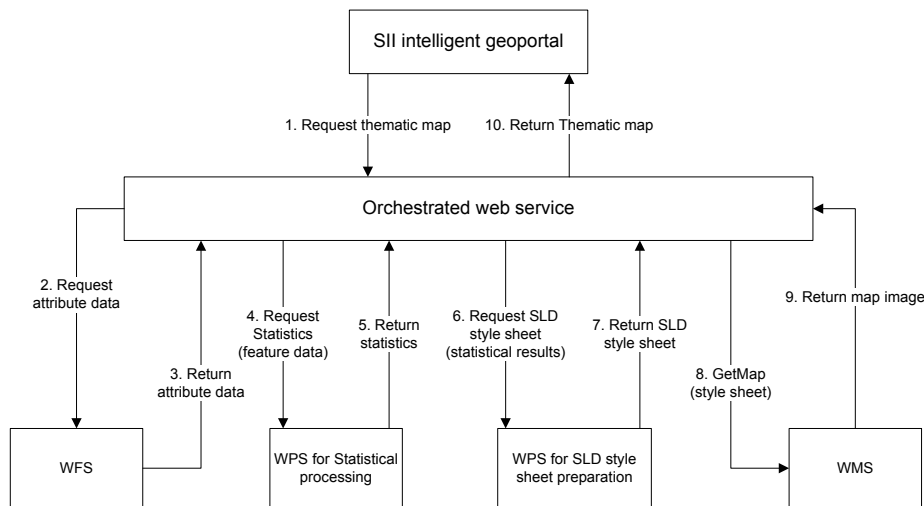 SII intelligent geoportal
1. Request thematic map
10. Return Thematic map
Orchestrated web service
2. Request
attribute data
3. Return
attribute data
4. Request
Statistics
(feature data)
5. Return
statistics
6. Request SLD
style sheet
(statistical results)
7. Return SLD
style sheet
8. GetMap
(style sheet)
9. Return map image
WFS
WPS for Statistical
processing
WPS for SLD style
sheet preparation
WMS